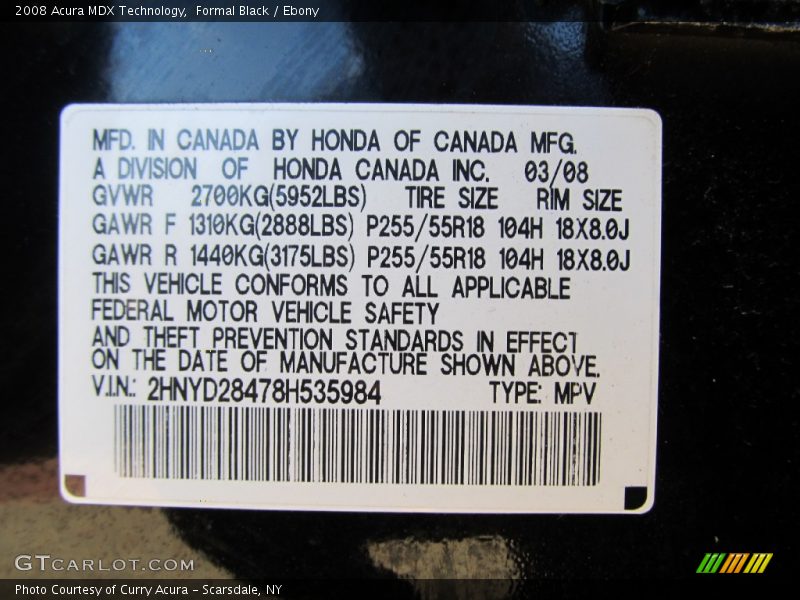 2008 Acura MDX Technology, Formal Black / Ebony
MFD. IN CANADA BY HONDA OF CANADA MFG.
A DIVISION OF HONDA CANADA INC. 03/08
GVWR 2700KG(5952LBS) TIRE SIZE RIM SIZE
GAWR F 1310KG(2888LBS) P255/55R18 104H 18X8.0J
GAWR R 1440KG(3175LBS) P255/55R18 104H 18X8.0J
THIS VEHICLE CONFORMS TO ALL APPLICABLE
FEDERAL MOTOR VEHICLE SAFETY
AND THEFT PREVENTION STANDARDS IN EFFECT
ON THE DATE OF MANUFACTURE SHOWN ABOVE.
V.I.N.: 2HNYD28478H535984 TYPE: MPV
GTCARLOT.COM
Photo Courtesy of Curry Acura - Scarsdale, NY